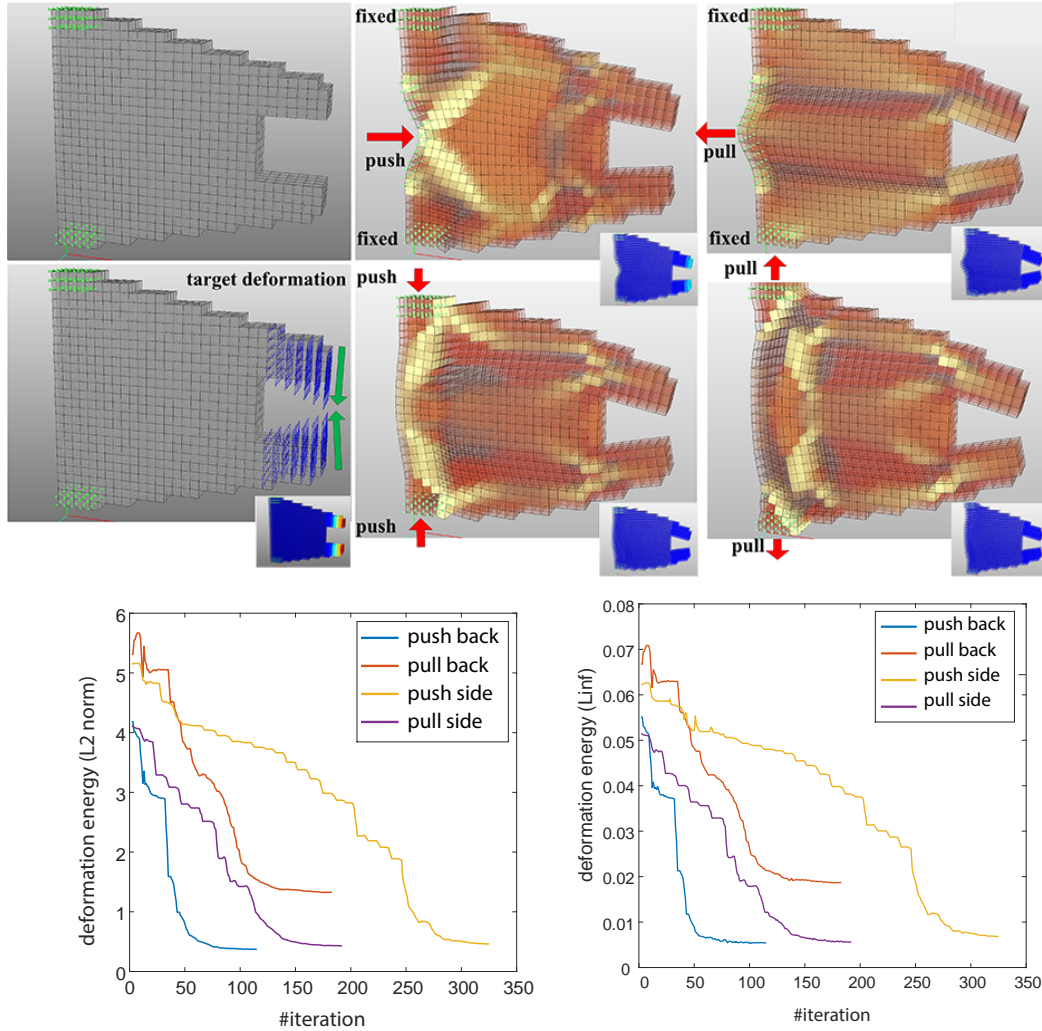 fixed
push
fixed
fixed
pull
fixed
target deformation
push
push
pull
pull
6
5
4
3
2
1
0
0
50
100
150
200
250
300
350
deformation energy (L2 norm)
#iteration
push back
pull back
push side
pull side
0.08
0.07
0.06
0.05
0.04
0.03
0.02
0.01
0
0
50
100
150
200
250
300
350
deformation energy (Linf)
#iteration
push back
pull back
push side
pull side